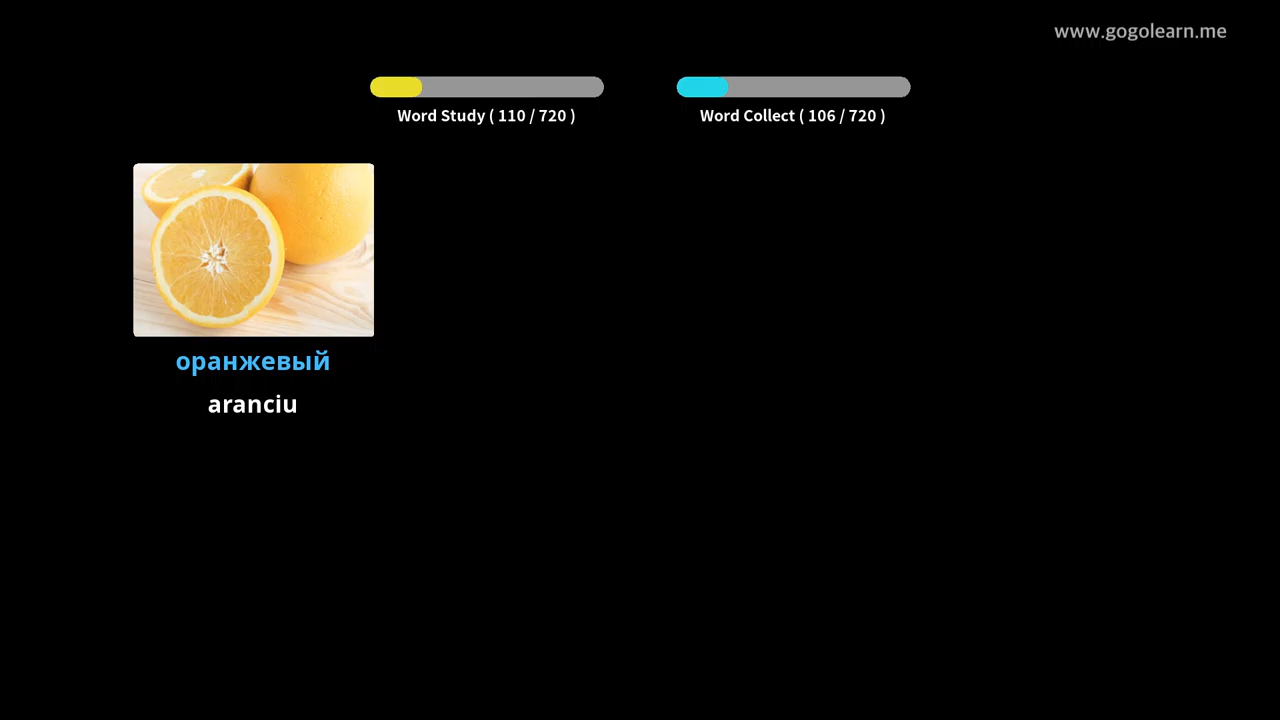 www.gogolearn.me
Word Study ( 110 / 720 )
Word Collect ( 106 / 720 )
оранжевый
aranciu